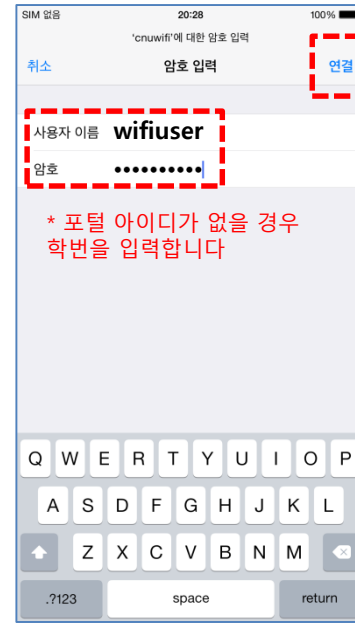 SIM 없음 20:28 100%
'cnuwifi'에 대한 암호 입력
취소 암호 입력 연결
사용자 이름 wifiuser
암호 ••••••••••
* 포털 아이디가 없을 경우
학번을 입력합니다
Q W E R T Y U I O P
A S D F G H J K L
Z X C V B N M
.?123 space return